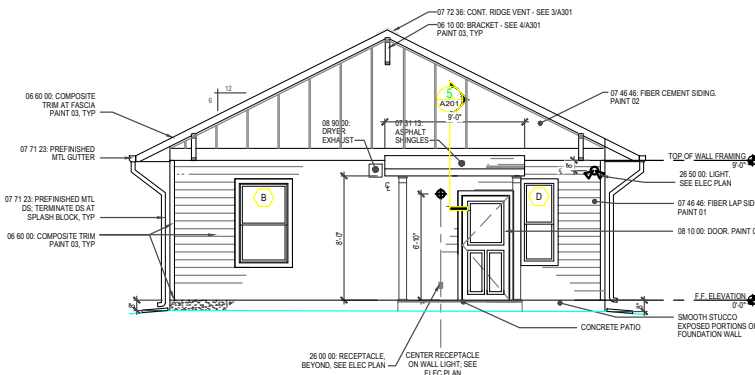 07 72 36: CONT. RIDGE VENT - SEE 3/A301
06 10 00: BRACKET - SEE 4/A301
PAINT 03, TYP
12
6
06 60 00: COMPOSITE
TRIM AT FASCIA
PAINT 03, TYP
5
A201
9'-0"
07 46 46: FIBER CEMENT SIDING.
PAINT 02
08 90 00:
DRYER
EXHAUST
07 31 13:
ASPHALT
SHINGLES
07 71 23: PREFINISHED
MTL GUTTER
TOP OF WALL FRAMING
9'-0"
26 50 00: LIGHT,
SEE ELEC PLAN
07 71 23: PREFINISHED MTL
DS; TERMINATE DS AT
SPLASH BLOCK, TYP
B
D
07 46 46: FIBER LAP SID
PAINT 01
06 60 00: COMPOSITE TRIM
PAINT 03, TYP
8'-0"
6'-10"
08 10 00: DOOR. PAINT 0
F.F. ELEVATION
0'-0"
8"
8"
CONCRETE PATIO
SMOOTH STUCCO
EXPOSED PORTIONS O
FOUNDATION WALL
26 00 00: RECEPTACLE,
BEYOND, SEE ELEC PLAN
CENTER RECEPTACLE
ON WALL LIGHT; SEE
ELEC PLAN